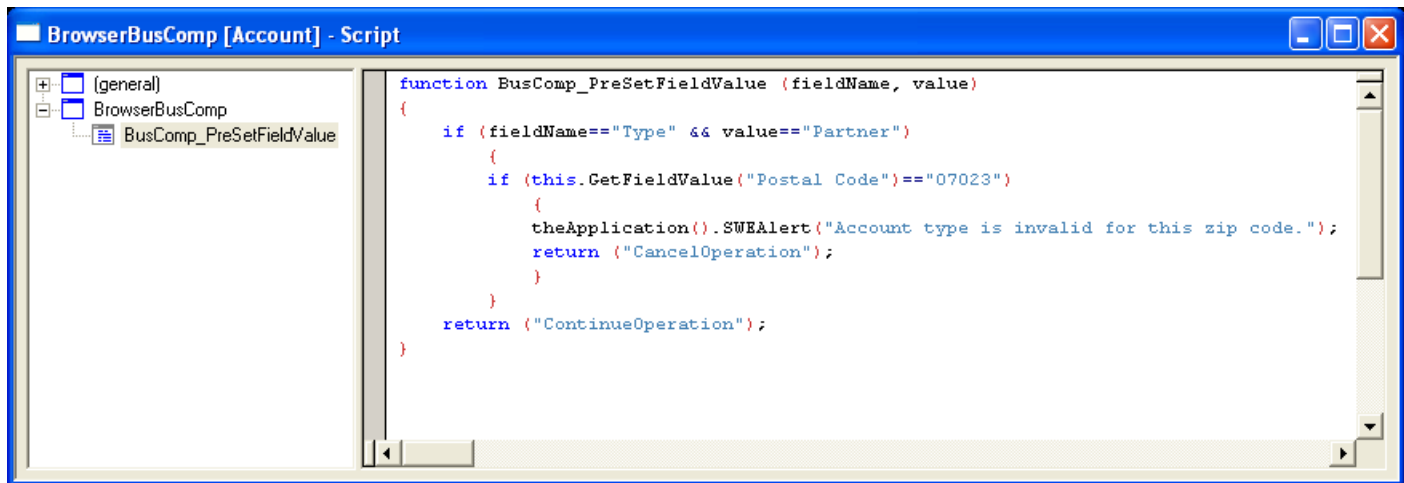 BrowserBusComp [Account] - Script
(general)
BrowserBusComp
BusComp_PreSetFieldValue
function BusComp_PreSetFieldValue (fieldName, value)
{
if (fieldName=="Type" && value=="Partner")
{
if (this.GetFieldValue("Postal Code")=="07023")
{
theApplication().SWEAlert("Account type is invalid for this zip code.");
return ("CancelOperation");
}
}
return ("ContinueOperation");
}